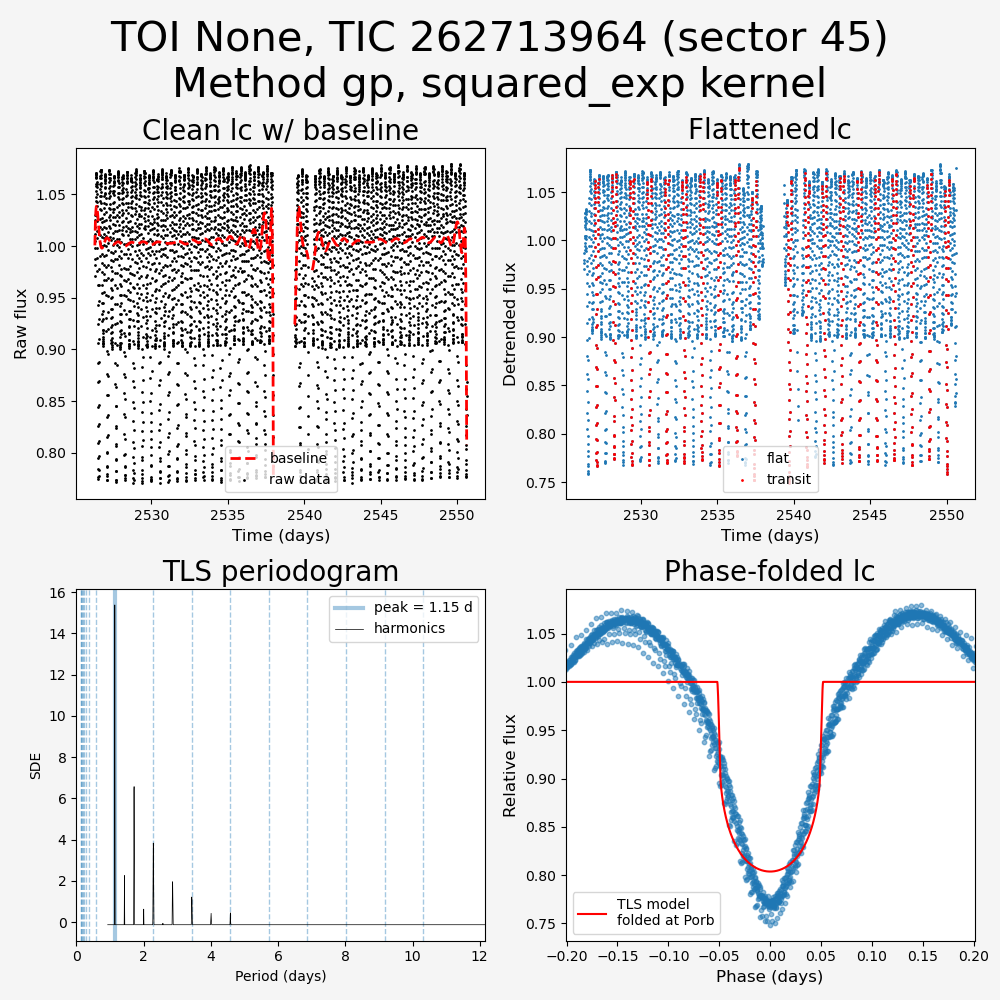 TOI None, TIC 262713964 (sector 45)
Method gp, squared_exp kernel
Clean lc w/ baseline
Raw flux
1.05
1.00
0.95
0.90
0.85
0.80
baseline
raw data
2530
2535
2540
2545
2550
Time (days)
Flattened lc
Detrended flux
1.05
1.00
0.95
0.90
0.85
0.80
0.75
flat
transit
2530
2535
2540
2545
2550
Time (days)
TLS periodogram
SDE
16
14
12
10
8
6
4
2
0
peak = 1.15 d
harmonics
0
2
4
6
8
10
12
Period (days)
Phase-folded lc
Relative flux
1.05
1.00
0.95
0.90
0.85
0.80
0.75
TLS model
folded at Porb
−0.20
−0.15
−0.10
−0.05
0.00
0.05
0.10
0.15
0.20
Phase (days)